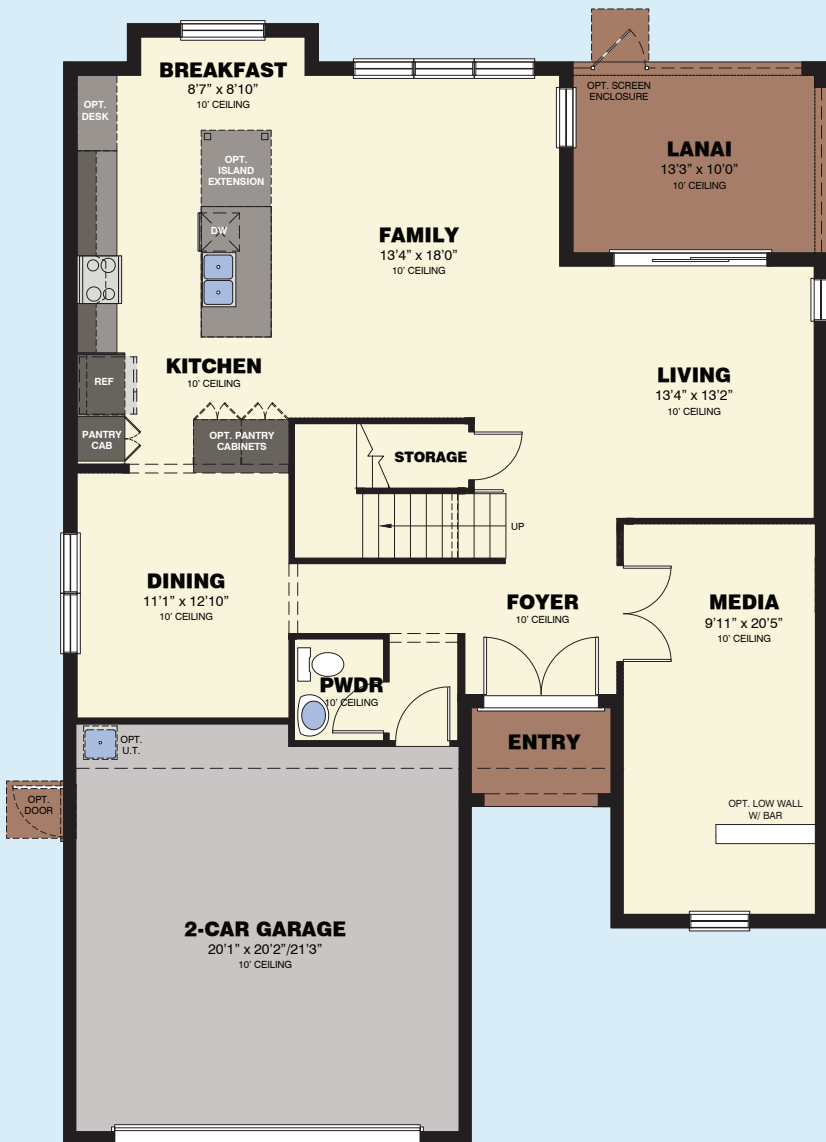 BREAKFAST
8'7" x 8'10"
10' CEILING
OPT.
DESK
OPT.
ISLAND
EXTENSION
DW
OPT. SCREEN
ENCLOSURE
LANAI
13'3" x 10'0"
10' CEILING
FAMILY
13'4" x 18'0"
10' CEILING
KITCHEN
10' CEILING
REF
PANTRY
CAB
OPT. PANTRY
CABINETS
LIVING
13'4" x 13'2"
10' CEILING
STORAGE
UP
DINING
11'1" x 12'10"
10' CEILING
FOYER
10' CEILING
MEDIA
9'11" x 20'5"
10' CEILING
PWDR
10' CEILING
OPT.
U.T.
ENTRY
OPT.
DOOR
OPT. LOW WALL
W/ BAR
2-CAR GARAGE
20'1" x 20'2"/21'3"
10' CEILING